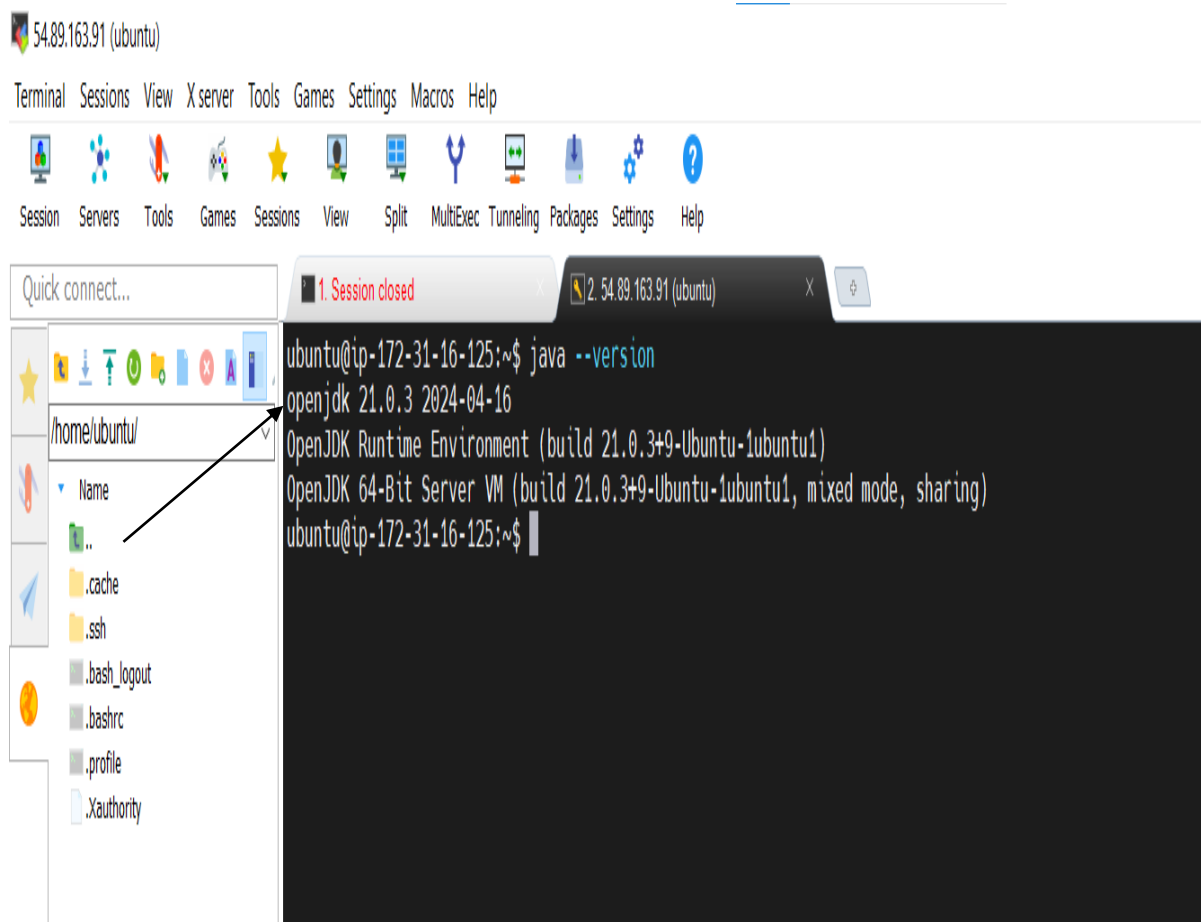 54.89.163.91 (ubuntu)
Terminal Sessions View X server Tools Games Settings Macros Help
Session Servers Tools Games Sessions View Split MultiExec Tunneling Packages Settings Help
Quick connect...
1. Session closed
2. 54.89.163.91 (ubuntu)
/home/ubuntu/
Name
..
.cache
.ssh
.bash_logout
.bashrc
.profile
.Xauthority
ubuntu@ip-172-31-16-125:~$ java --version
openjdk 21.0.3 2024-04-16
OpenJDK Runtime Environment (build 21.0.3+9-Ubuntu-1ubuntu1)
OpenJDK 64-Bit Server VM (build 21.0.3+9-Ubuntu-1ubuntu1, mixed mode, sharing)
ubuntu@ip-172-31-16-125:~$